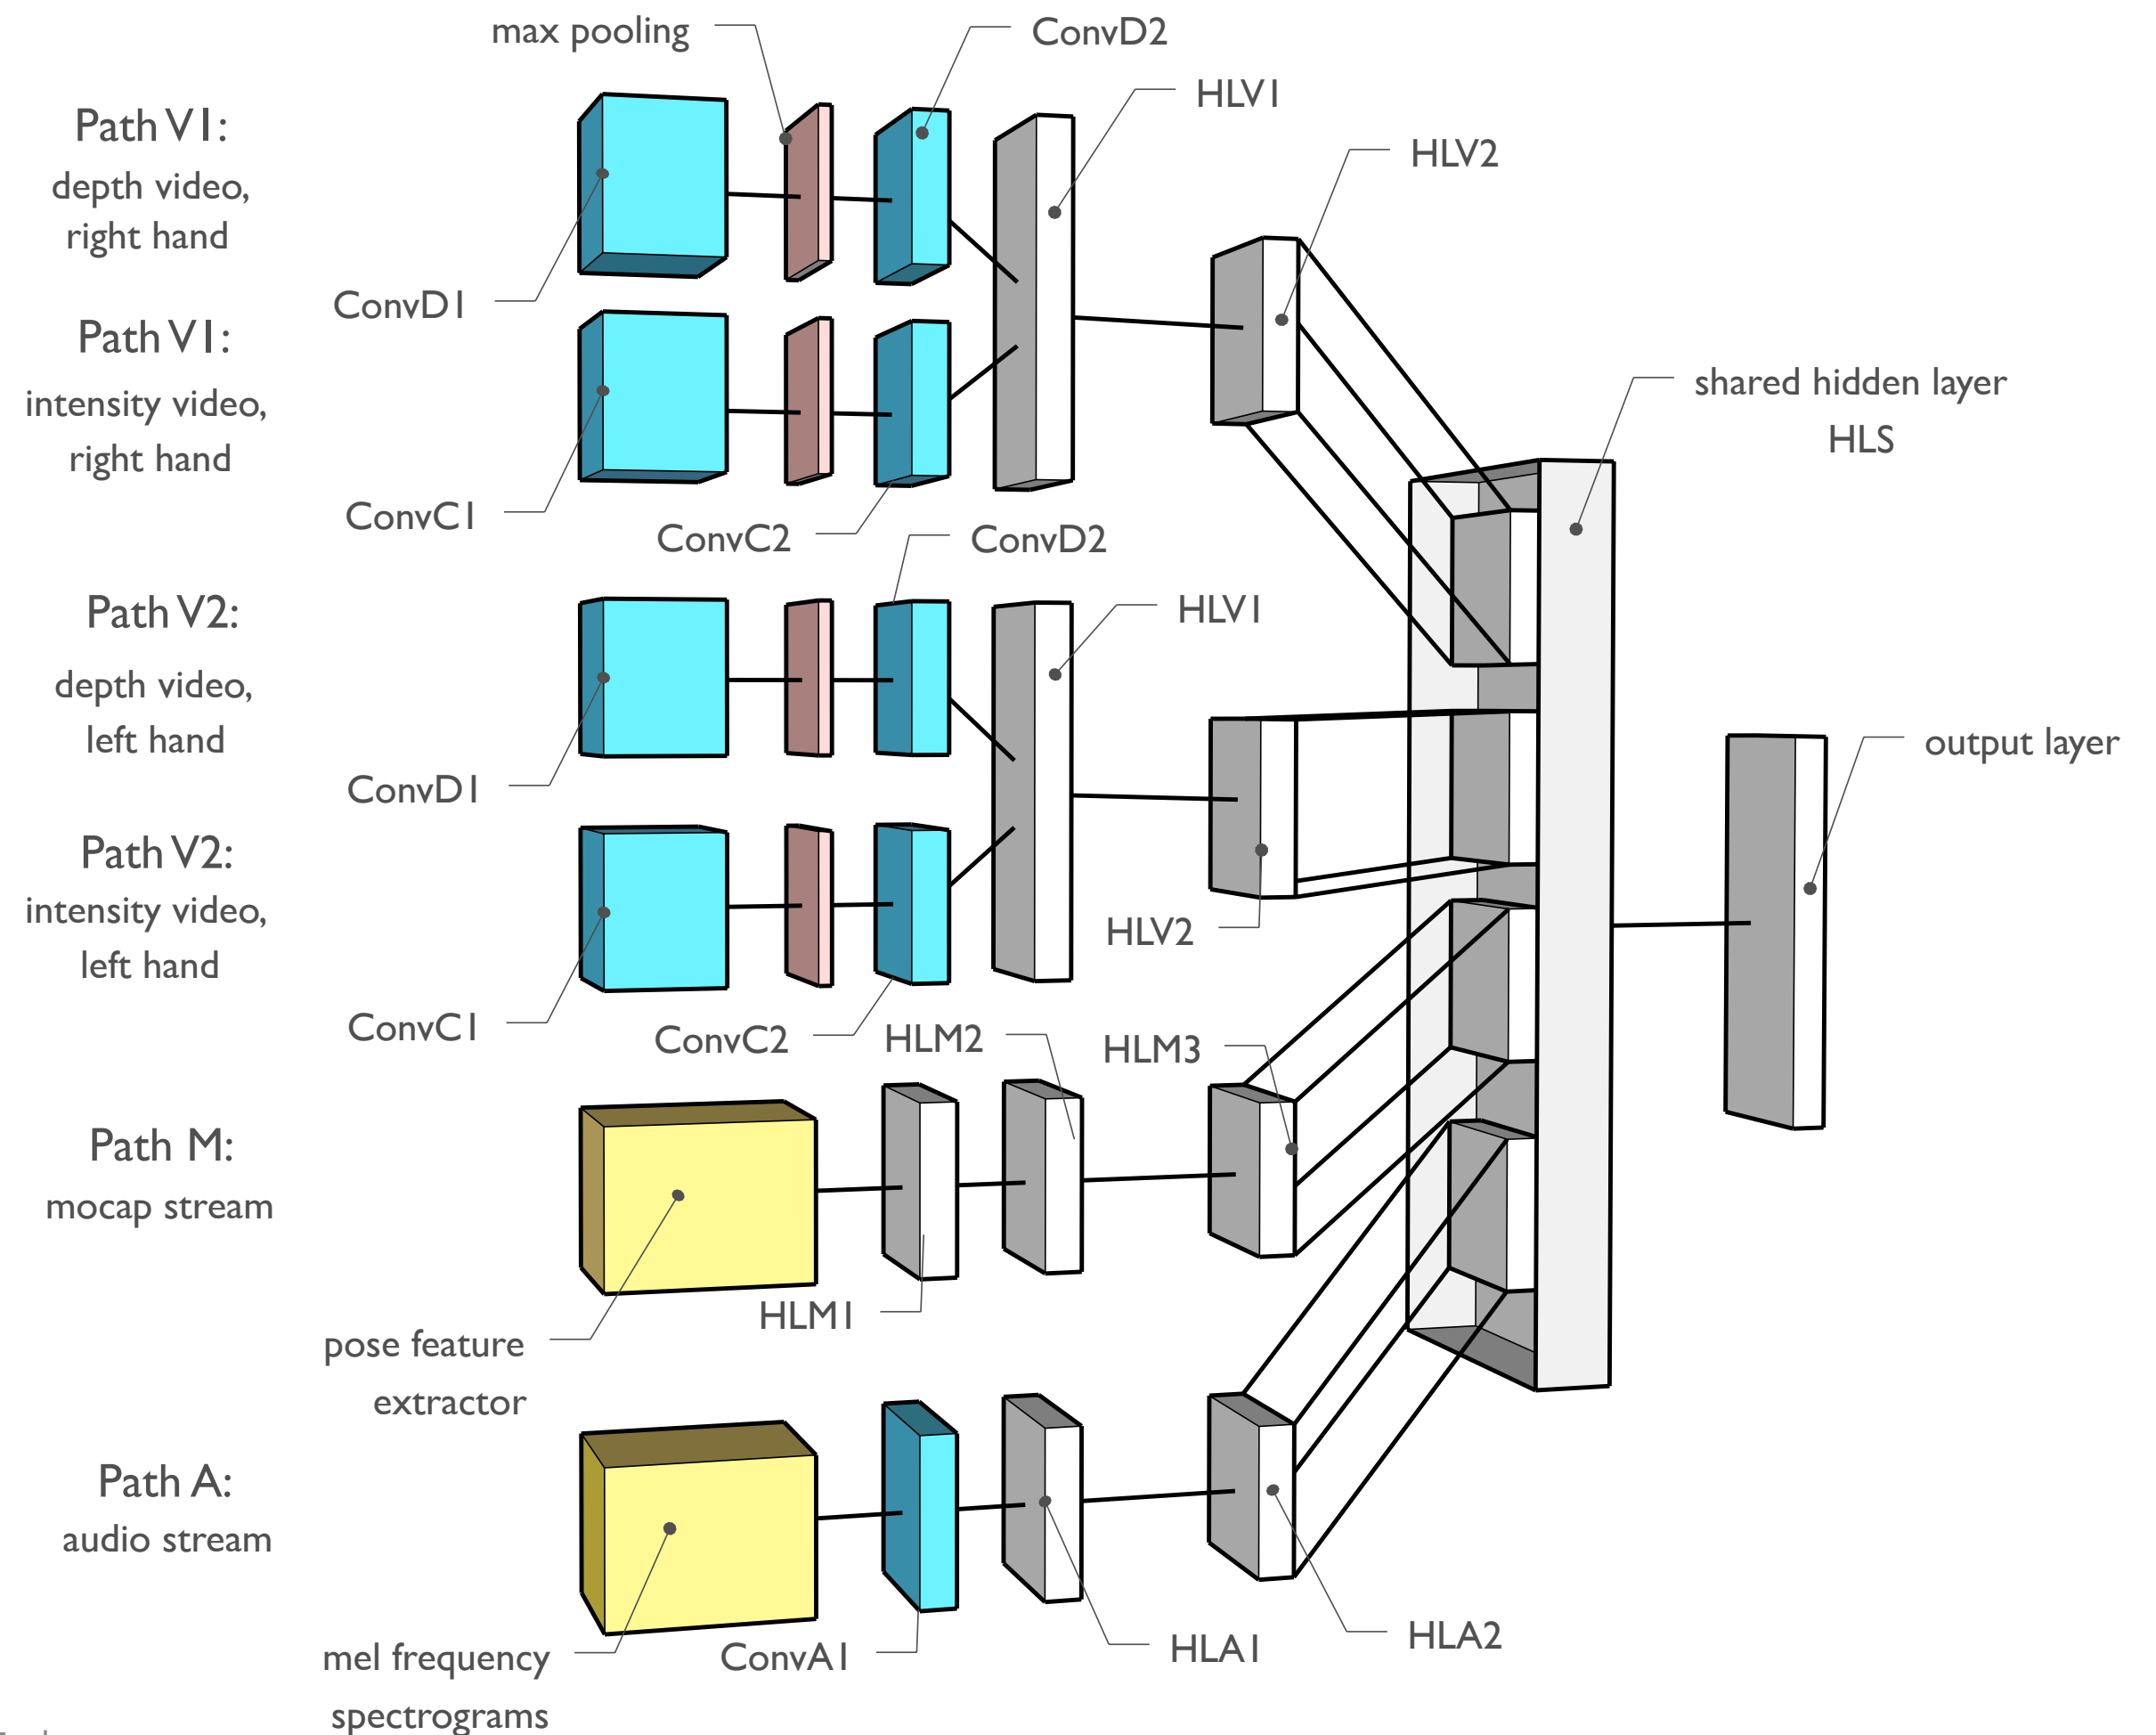 max pooling
ConvD2
HLV1
HLV2
Path V1:
depth video,
right hand
ConvD1
Path V1:
intensity video,
right hand
ConvC1
ConvC2
shared hidden layer
HLS
ConvD2
HLV1
Path V2:
depth video,
left hand
ConvD1
output layer
Path V2:
intensity video,
left hand
ConvC1
ConvC2
HLV2
HLM2
HLM3
Path M:
mocap stream
HLM1
pose feature
extractor
Path A:
audio stream
mel frequency
spectrograms
ConvA1
HLA1
HLA2